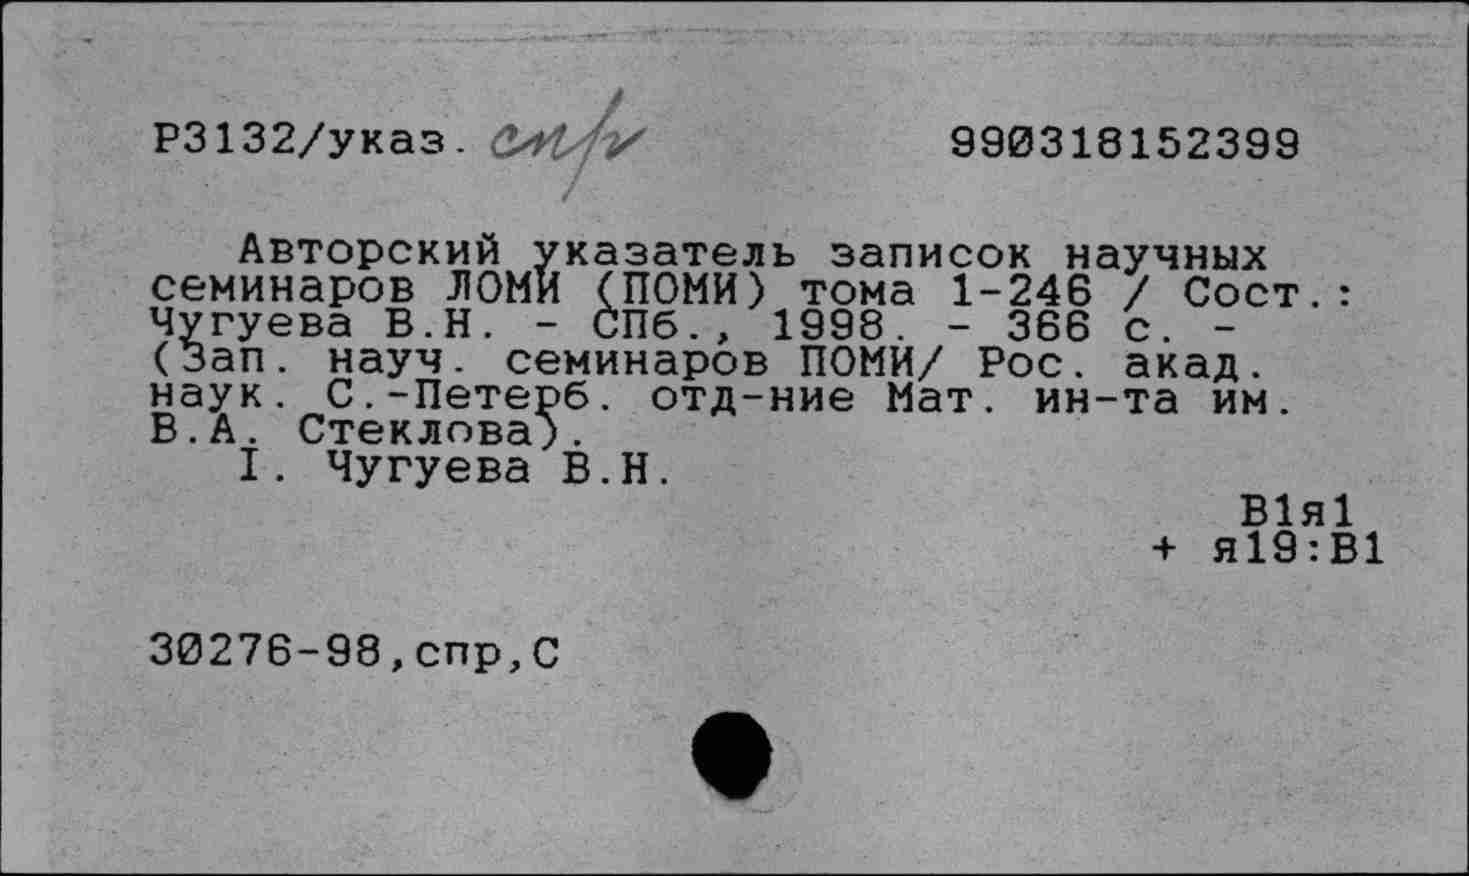 Р3132/указ.
990318152399
Авторский указатель записок научных
семинаров ЛОМИ (ПОМИ) тома 1-246 / Сост.:
Чугуева В.Н. - СПб., 1998. - 366 с. -
(Зап. науч. семинаров ПОМИ/ Рос. акад.
наук. С.-Петерб. отд-ние Мат. ин-та им.
В.А. Стеклова).
I. Чугуева В.Н.
В1я1
+ я19:В1
30276-98,спр,С